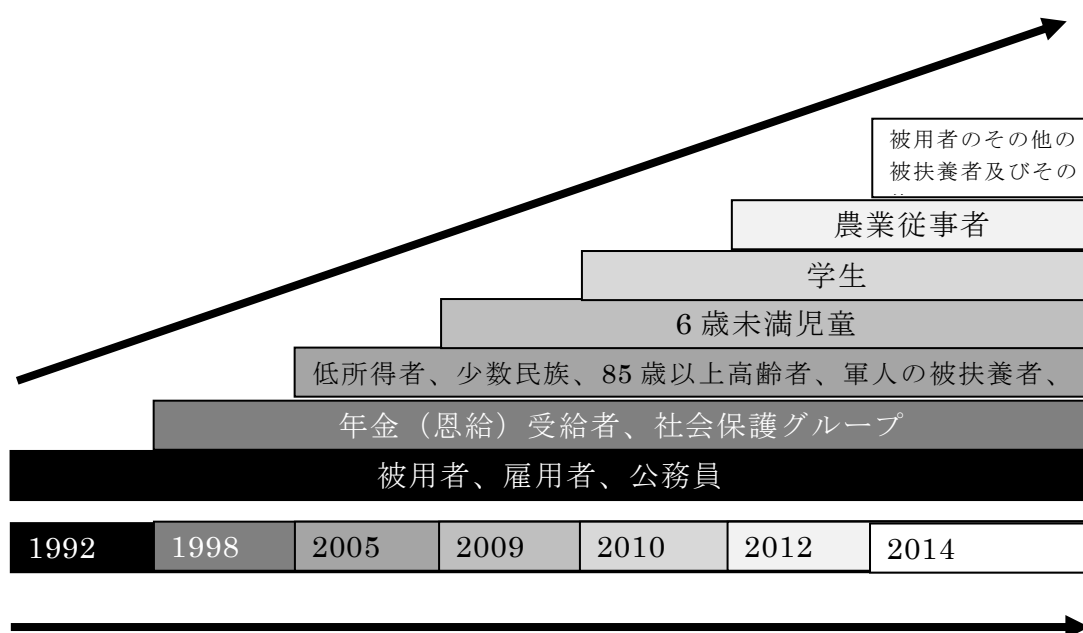 被用者のその他の
被扶養者及びその
農業従事者
学生
6 歳未満児童
低所得者、少数民族、85 歳以上高齢者、軍人の被扶養者、
年金（恩給）受給者、社会保護グループ
被用者、雇用者、公務員
1992 1998 2005 2009 2010 2012 2014